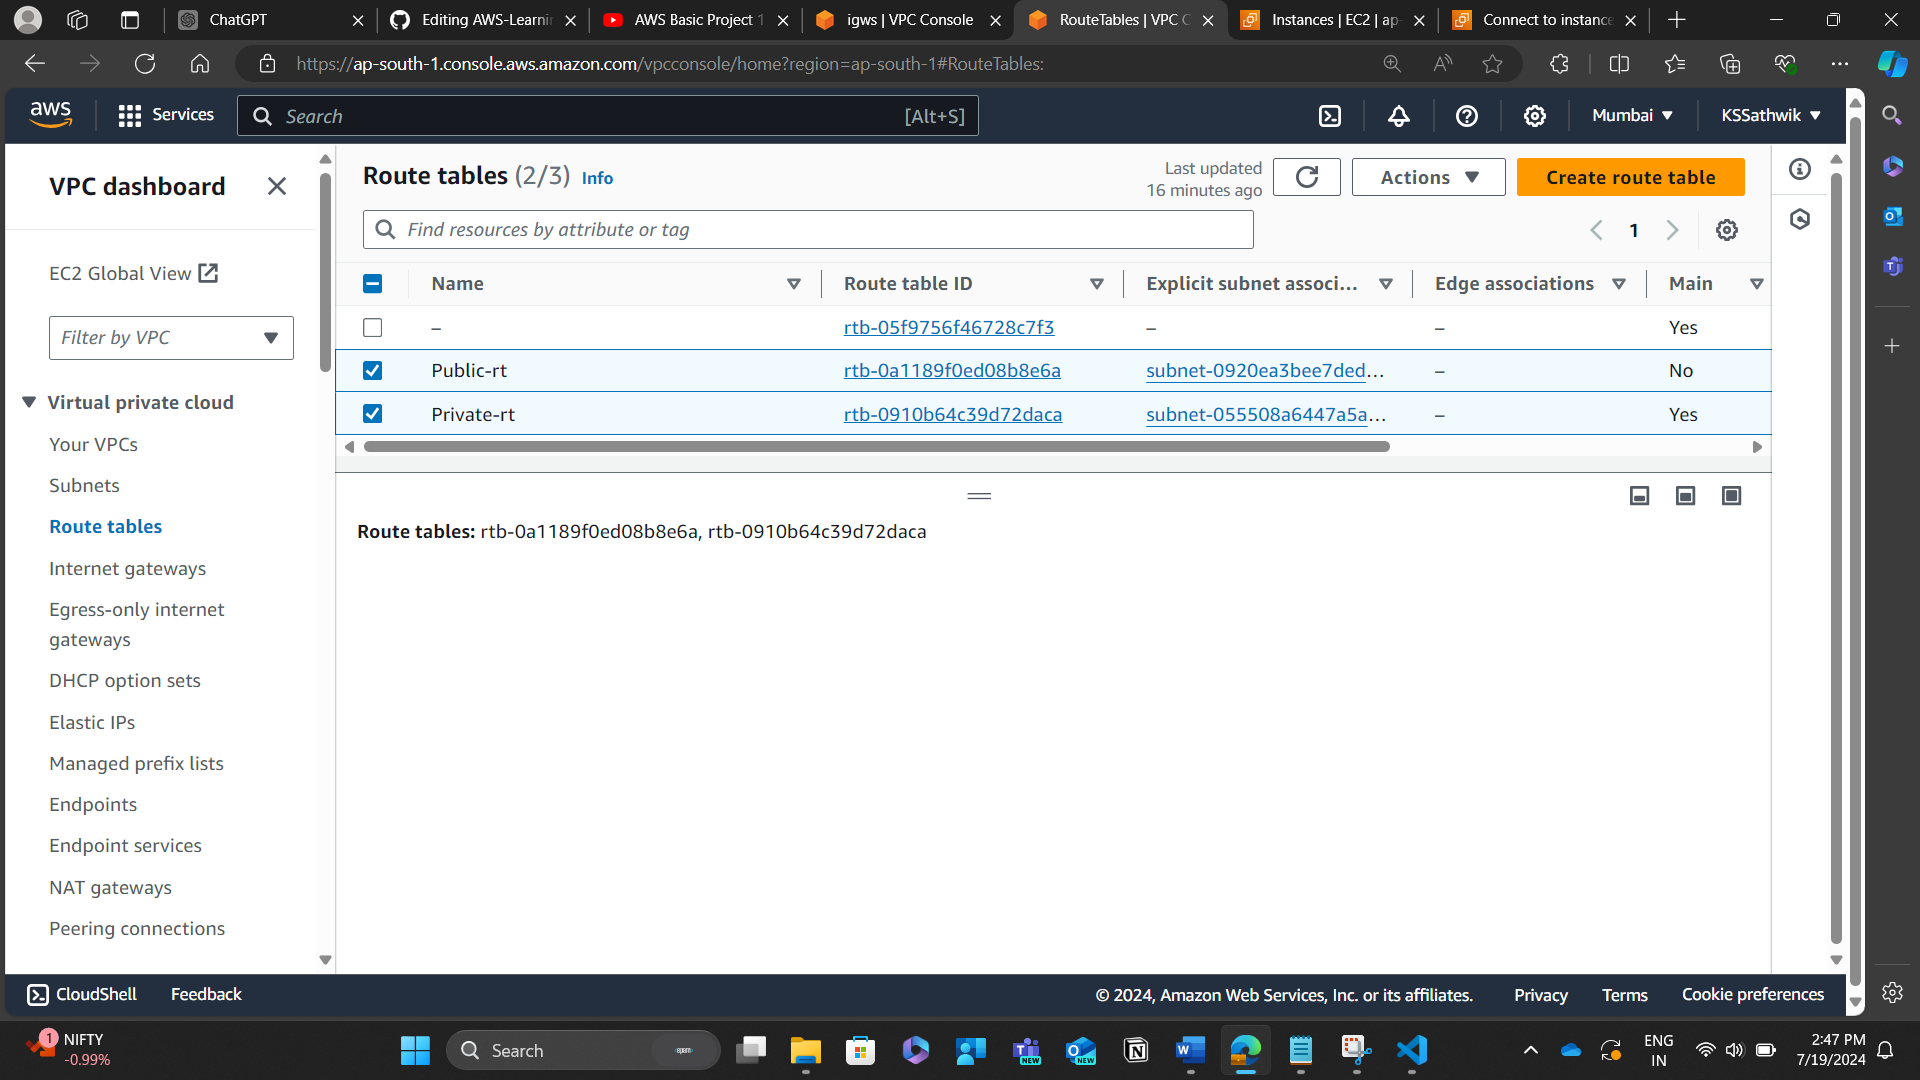 ChatGPT
Editing AWS-Learnin
AWS Basic Project 1
igws | VPC Console
RouteTables | VPC C
Instances | EC2 | ap-
Connect to instance
https://ap-south-1.console.aws.amazon.com/vpcconsole/home?region=ap-south-1#RouteTables:
aws
Services
Search
[Alt+S]
Mumbai
KSSathwik
VPC dashboard
EC2 Global View
Filter by VPC
Virtual private cloud
Your VPCs
Subnets
Route tables
Internet gateways
Egress-only internet
gateways
DHCP option sets
Elastic IPs
Managed prefix lists
Endpoints
Endpoint services
NAT gateways
Peering connections
Route tables (2/3) Info
Last updated
16 minutes ago
Actions
Create route table
Find resources by attribute or tag
1
Name Route table ID Explicit subnet associ... Edge associations Main
– rtb-05f9756f46728c7f3 – – Yes
Public-rt rtb-0a1189f0ed08b8e6a subnet-0920ea3bee7ded... – No
Private-rt rtb-0910b64c39d72daca subnet-055508a6447a5a... – Yes
Route tables: rtb-0a1189f0ed08b8e6a, rtb-0910b64c39d72daca
CloudShell
Feedback
© 2024, Amazon Web Services, Inc. or its affiliates.
Privacy
Terms
Cookie preferences
1
NIFTY
-0.99%
Search
NEW
NEW
ENG
IN
2:47 PM
7/19/2024